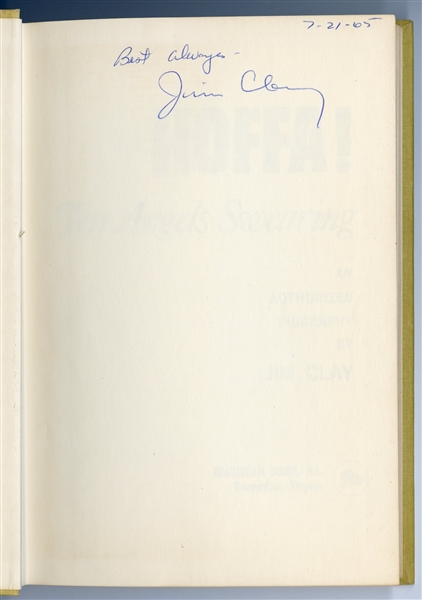 7-21-65
Best always -
Jim Clay
HOFFA!
Ten Angels Swearing
AN
AUTHORIZED
BIOGRAPHY
BY
JIM CLAY